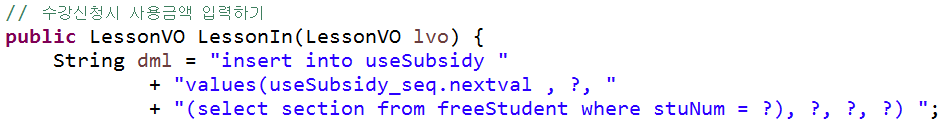 // 수강신청시 사용금액 입력하기
public LessonVO LessonIn(LessonVO lvo) {
String dml = "insert into useSubsidy "
+ "values(useSubsidy_seq.nextval , ?, "
+ "(select section from freeStudent where stuNum = ?), ?, ?, ?) ";